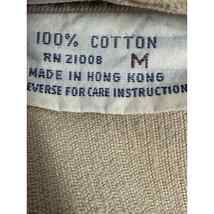 100% COTTON
RN 21008 M
MADE IN HONG KONG
EVERSE FOR CARE INSTRUCTION